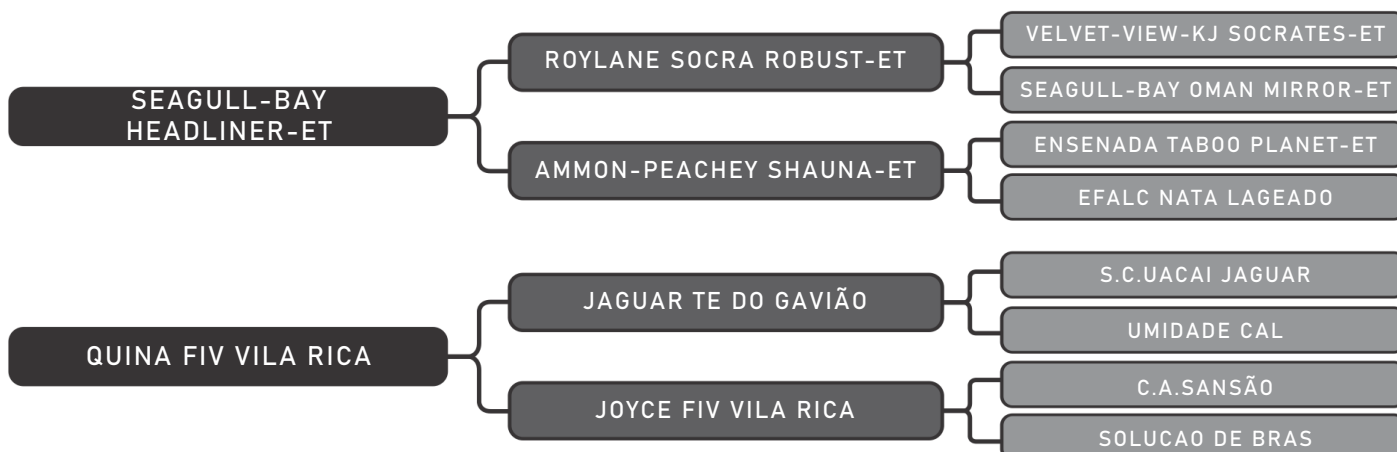 SEAGULL-BAY
HEADLINER-ET
ROYLANE SOCRA ROBUST-ET
VELVET-VIEW-KJ SOCRATES-ET
SEAGULL-BAY OMAN MIRROR-ET
AMMON-PEACHEY SHAUNA-ET
ENSENADA TABOO PLANET-ET
EFALC NATA LAGEADO
QUINA FIV VILA RICA
JAGUAR TE DO GAVIÃO
S.C.UACAI JAGUAR
UMIDADE CAL
JOYCE FIV VILA RICA
C.A.SANSÃO
SOLUCAO DE BRAS